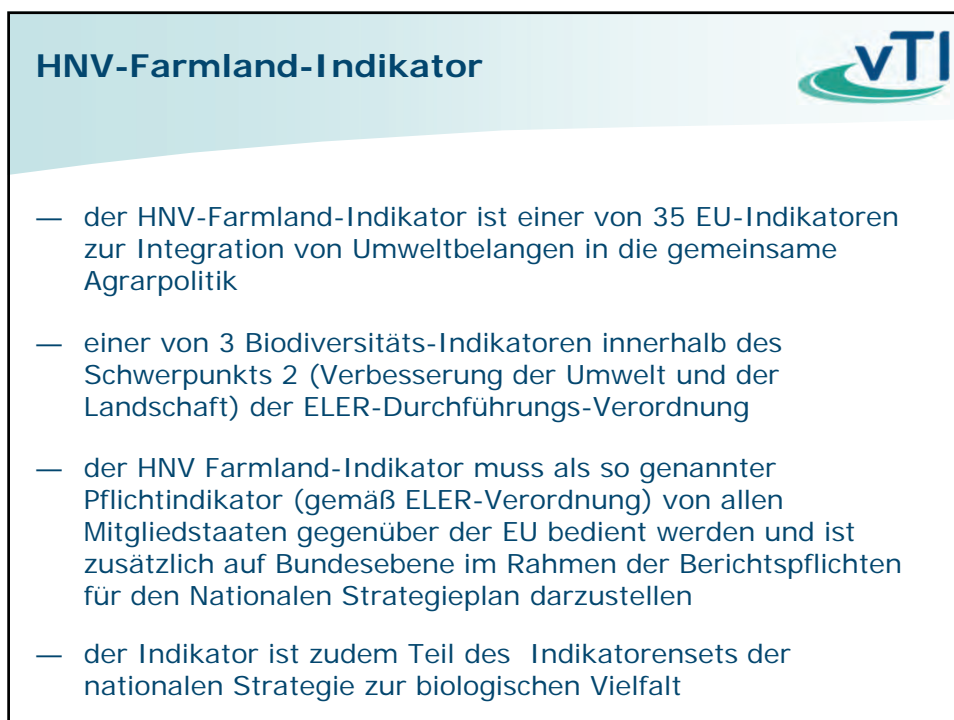 HNV-Farmland-Indikator
vTI
— der HNV-Farmland-Indikator ist einer von 35 EU-Indikatoren
zur Integration von Umweltbelangen in die gemeinsame
Agrarpolitik
— einer von 3 Biodiversitäts-Indikatoren innerhalb des
Schwerpunkts 2 (Verbesserung der Umwelt und der
Landschaft) der ELER-Durchführungs-Verordnung
— der HNV Farmland-Indikator muss als so genannter
Pflichtindikator (gemäß ELER-Verordnung) von allen
Mitgliedstaaten gegenüber der EU bedient werden und ist
zusätzlich auf Bundesebene im Rahmen der Berichtspflichten
für den Nationalen Strategieplan darzustellen
— der Indikator ist zudem Teil des Indikatorensets der
nationalen Strategie zur biologischen Vielfalt